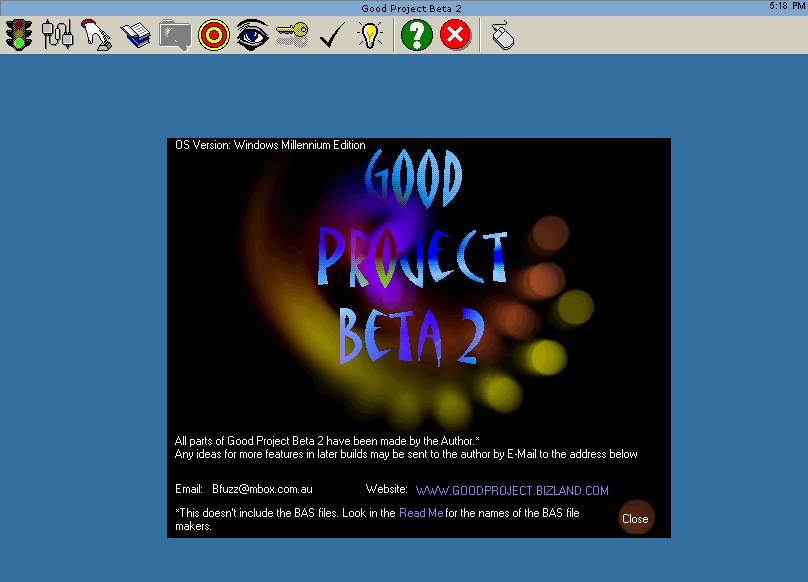 Good Project Beta 2
5:18 PM
?
OS Version: Windows Millennium Edition
GOOD
PROJECT
BETA 2
All parts of Good Project Beta 2 have been made by the Author.*
Any ideas for more features in later builds may be sent to the author by E-Mail to the address below
Email: Bfuzz@mbox.com.au Website: WWW.GOODPROJECT.BIZLAND.COM
*This doesn't include the BAS files. Look in the Read Me for the names of the BAS file
makers.
Close